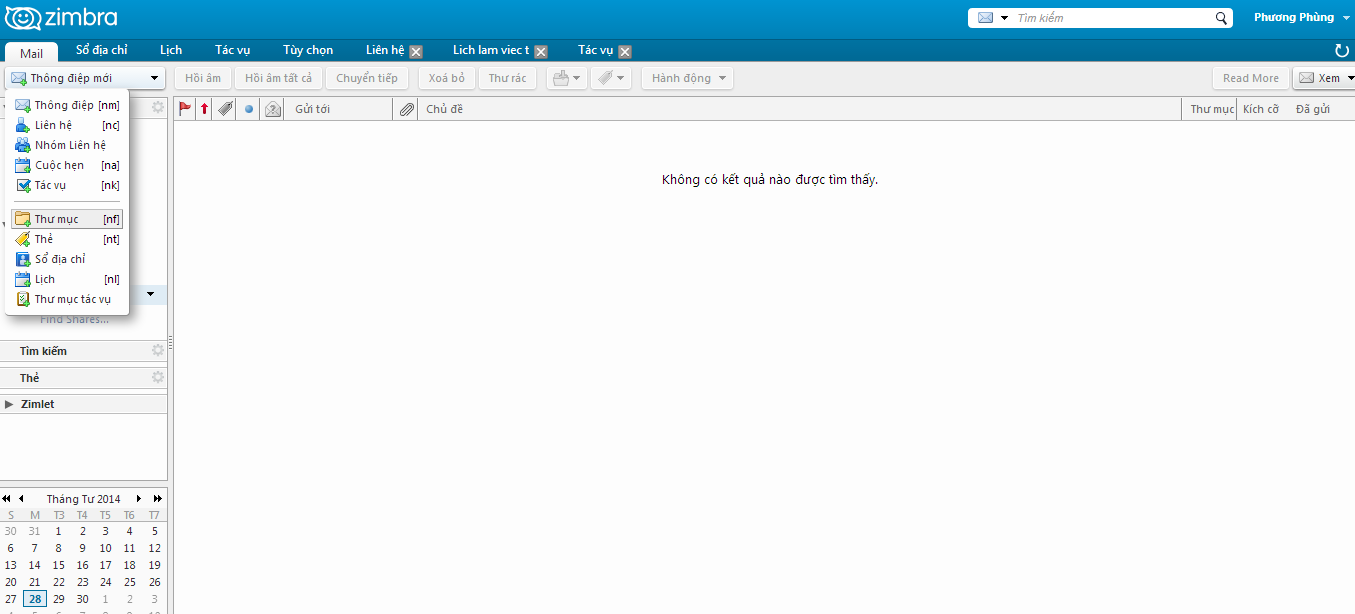 zimbra
Tìm kiếm
Phương Phùng
Mail Sổ địa chỉ Lịch Tác vụ Tùy chọn Liên hệ Lich lam viec t Tác vụ
Thông điệp mới Hồi âm Hồi âm tất cả Chuyển tiếp Xoá bỏ Thư rác Hành động Read More Xem
Gửi tới Chủ đề Thư mục Kích cỡ Đã gửi
Thông điệp [nm]
Liên hệ [nc]
Nhóm Liên hệ
Cuộc hẹn [na]
Tác vụ [nk]
Thư mục [nf]
Thẻ [nt]
Sổ địa chỉ
Lịch [nl]
Thư mục tác vụ
Find Shares...
Không có kết quả nào được tìm thấy.
Tìm kiếm
Thẻ
Zimlet
Tháng Tư 2014
S M T3 T4 T5 T6 T7
30 31 1 2 3 4 5
6 7 8 9 10 11 12
13 14 15 16 17 18 19
20 21 22 23 24 25 26
27 28 29 30 1 2 3